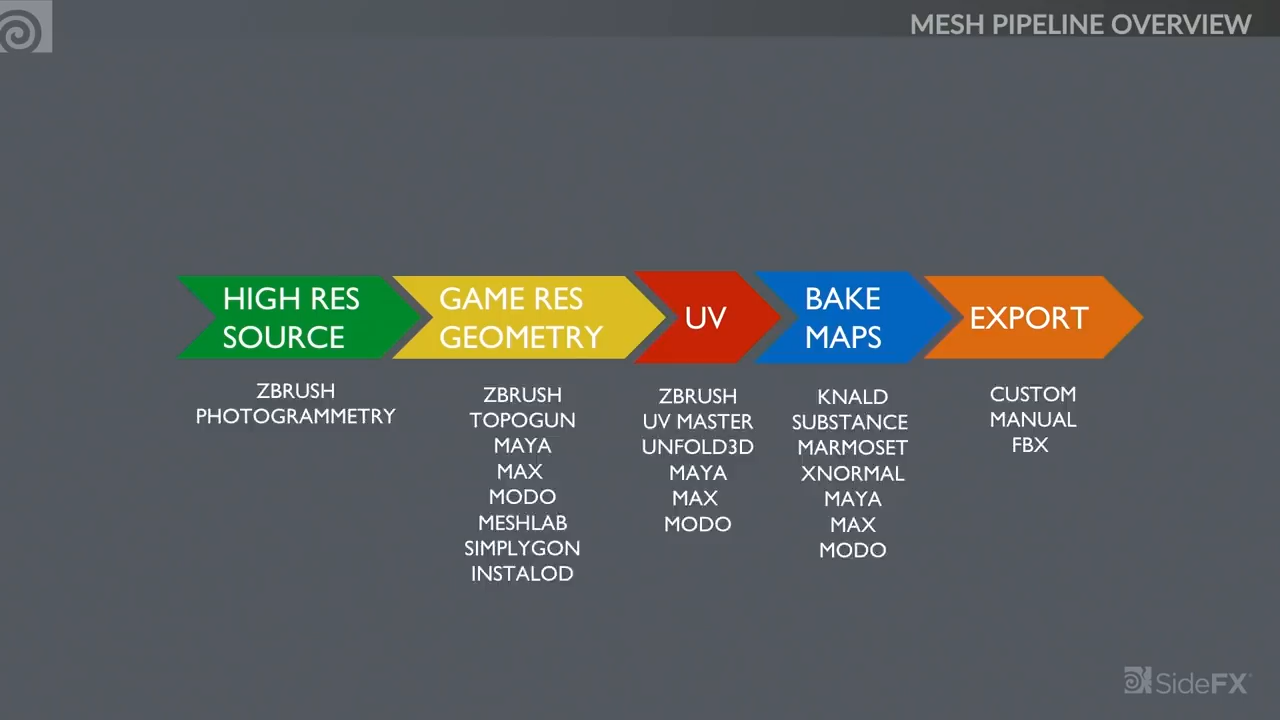 MESH PIPELINE OVERVIEW
HIGH RES
SOURCE
GAME RES
GEOMETRY
UV
BAKE
MAPS
EXPORT
ZBRUSH
PHOTOGRAMMETRY
ZBRUSH
TOPOGUN
MAYA
MAX
MODO
MESHLAB
SIMPLYGON
INSTALOD
ZBRUSH
UV MASTER
UNFOLD3D
MAYA
MAX
MODO
KNALD
SUBSTANCE
MARMOSET
XNORMAL
MAYA
MAX
MODO
CUSTOM
MANUAL
FBX
SideFX